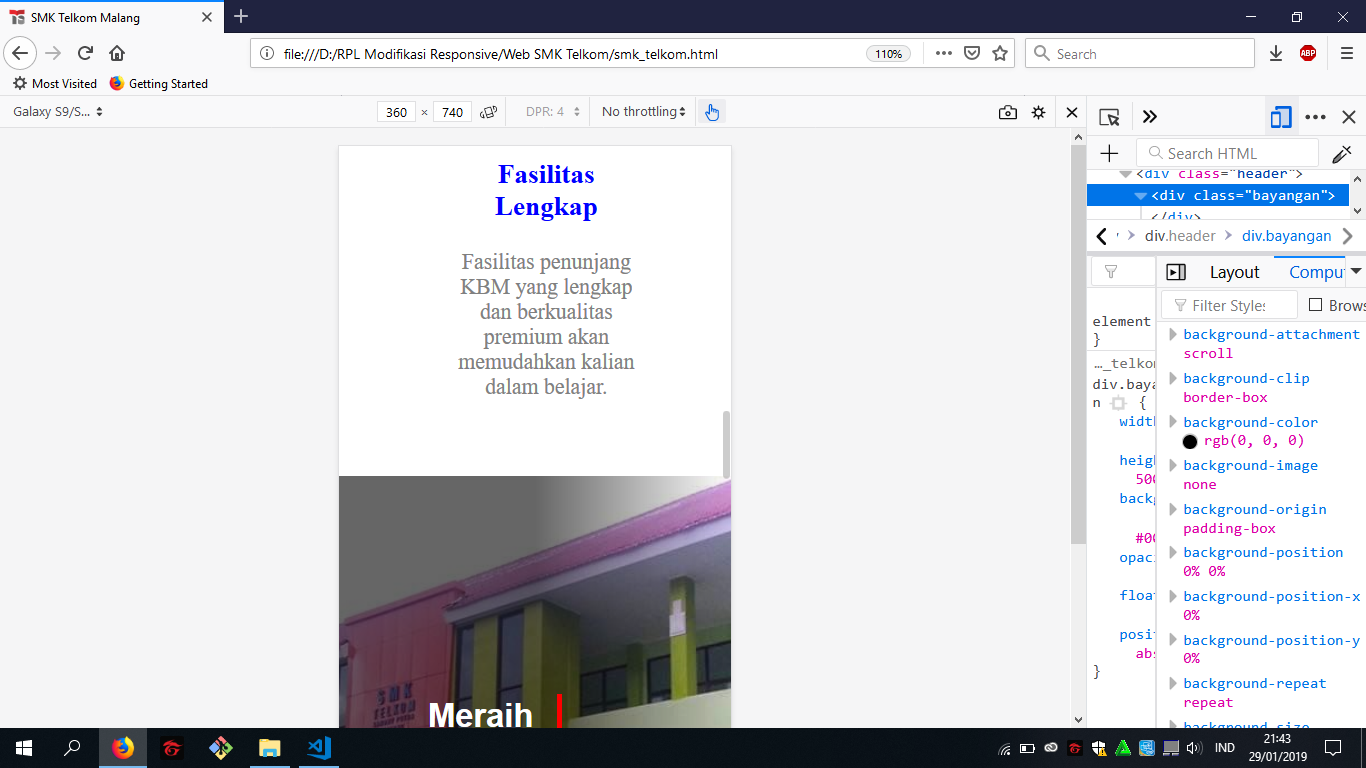 SMK Telkom Malang
file:///D:/RPL Modifikasi Responsive/Web SMK Telkom/smk_telkom.html
110%
Search
Most Visited
Getting Started
Galaxy S9/S...
360 × 740
DPR: 4
No throttling
Search HTML
<div class="header">
<div class="bayangan">
</div>
div.header
div.bayangan
Layout
Compu
Filter Styles
Brows
element
}
…_telkom
div.baya
n {
width
heigh
500
backg
#00
opaci
float
posit
abs
}
background-attachment
scroll
background-clip
border-box
background-color
rgb(0, 0, 0)
background-image
none
background-origin
padding-box
background-position
0% 0%
background-position-x
0%
background-position-y
0%
background-repeat
repeat
background-size
Fasilitas
Lengkap
Fasilitas penunjang
KBM yang lengkap
dan berkualitas
premium akan
memudahkan kalian
dalam belajar.
SMK
TELKOM
Meraih
ABP
IND
21:43
29/01/2019